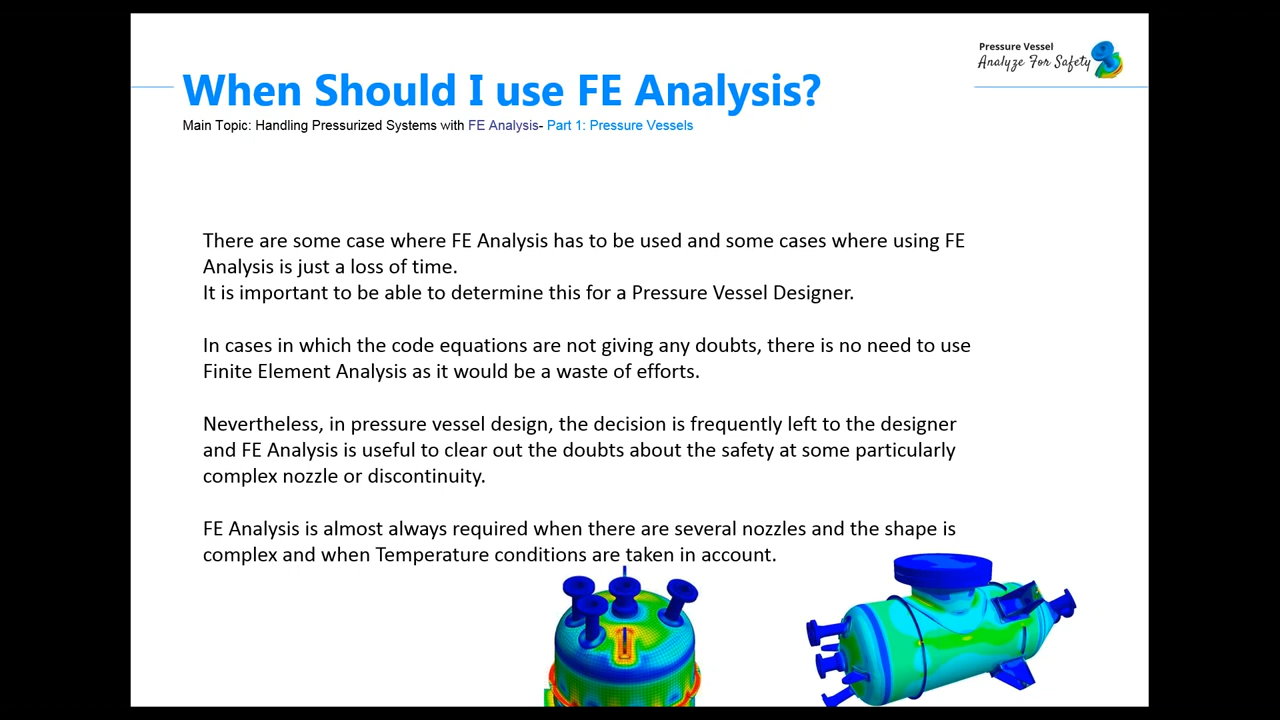 Pressure Vessel
Analyze For Safety
When Should I use FE Analysis?
Main Topic: Handling Pressurized Systems with FE Analysis- Part 1: Pressure Vessels
There are some case where FE Analysis has to be used and some cases where using FE
Analysis is just a loss of time.
It is important to be able to determine this for a Pressure Vessel Designer.
In cases in which the code equations are not giving any doubts, there is no need to use
Finite Element Analysis as it would be a waste of efforts.
Nevertheless, in pressure vessel design, the decision is frequently left to the designer
and FE Analysis is useful to clear out the doubts about the safety at some particularly
complex nozzle or discontinuity.
FE Analysis is almost always required when there are several nozzles and the shape is
complex and when Temperature conditions are taken in account.